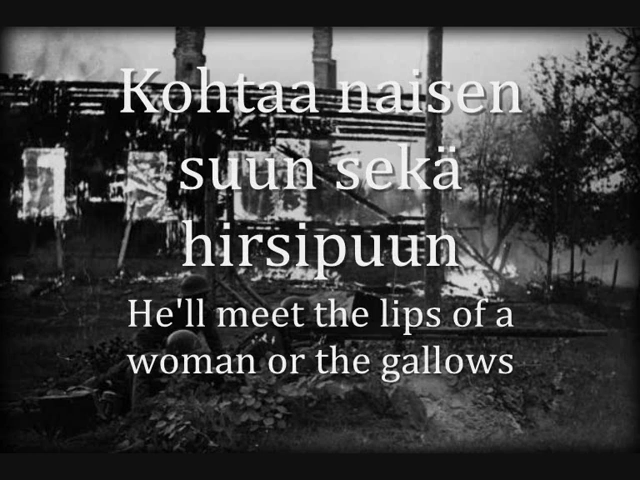 Kohtaa naisen
suun sekä
hirsipuun
He'll meet the lips of a
woman or the gallows